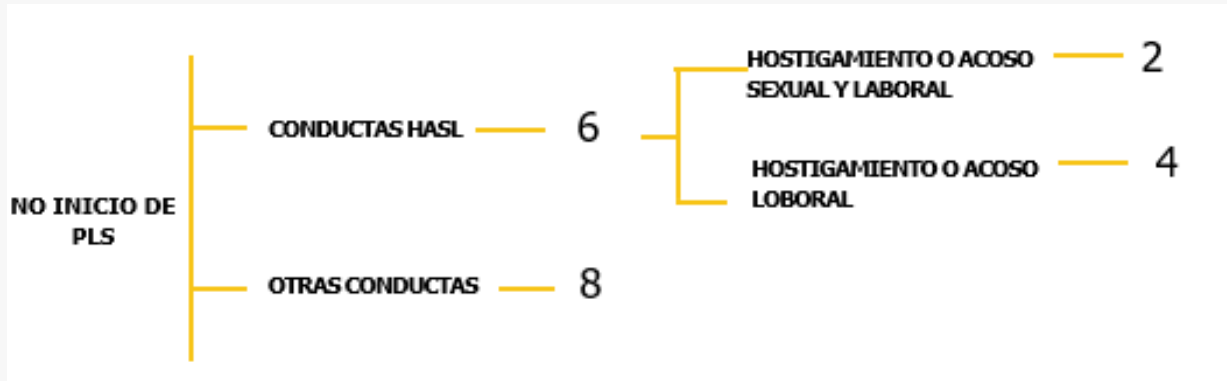 NO INICIO DE
PLS
CONDUCTAS HASL
6
HOSTIGAMIENTO O ACOSO
SEXUAL Y LABORAL
2
HOSTIGAMIENTO O ACOSO
LOBORAL
4
OTRAS CONDUCTAS
8